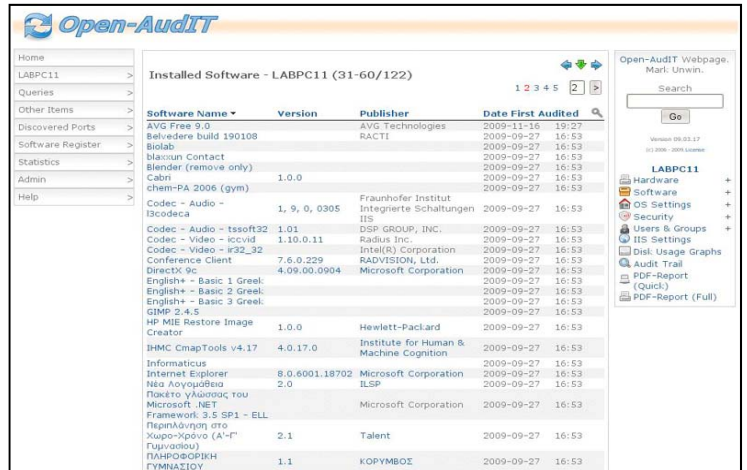 Open-AudIT
Home
LABPC11 >
Queries >
Other Items >
Discovered Ports >
Software Register >
Statistics >
Admin >
Help >
Installed Software - LABPC11 (31-60/122)
1 2 3 4 5 2 >
Software Name Version Publisher Date First Audited
AVG Free 9.0 AVG Technologies 2009-11-16 19:27
Belvedere build 190108 RACTI 2009-09-27 16:53
Biolab 2009-09-27 16:53
blaxxun Contact 2009-09-27 16:53
Blender (remove only) 2009-09-27 16:53
Cabri 1.0.0 2009-09-27 16:53
chem-PA 2006 (gym) 2009-09-27 16:53
Codec - Audio -
l3codeca 1, 9, 0, 0305 Fraunhofer Institut
Integrierte Schaltungen
IIS 2009-09-27 16:53
Codec - Audio - tssoft32 1.01 DSP GROUP, INC. 2009-09-27 16:53
Codec - Video - iccvid 1.10.0.11 Radius Inc. 2009-09-27 16:53
Codec - Video - ir32_32 Intel(R) Corporation 2009-09-27 16:53
Conference Client 7.6.0.229 RADVISION, Ltd. 2009-09-27 16:53
DirectX 9c 4.09.00.0904 Microsoft Corporation 2009-09-27 16:53
English+ - Basic 1 Greek 2009-09-27 16:53
English+ - Basic 2 Greek 2009-09-27 16:53
English+ - Basic 3 Greek 2009-09-27 16:53
GIMP 2.4.5 2009-09-27 16:53
HP MIE Restore Image
Creator 1.0.0 Hewlett-Packard 2009-09-27 16:53
IHMC CmapTools v4.17 4.0.17.0 Institute for Human &
Machine Cognition 2009-09-27 16:53
Informaticus 2009-09-27 16:53
Internet Explorer 8.0.6001.18702 Microsoft Corporation 2009-09-27 16:53
Νέα Λογομάθεια 2.0 ILSP 2009-09-27 16:53
Πακέτο γλώσσας του
Microsoft .NET
Framework 3.5 SP1 - ELL Microsoft Corporation 2009-09-27 16:53
Περιπλάνηση στο
Χωρο-Χρόνο (Α'-Γ'
Γυμνασίου) 2.1 Talent 2009-09-27 16:53
ΠΛΗΡΟΦΟΡΙΚΗ
ΓΥΜΝΑΣΙΟΥ 1.1 ΚΟΡΥΜΒΟΣ 2009-09-27 16:53
Open-AudIT Webpage.
Mark Unwin.
Search
Go
Version 09.03.17
(c) 2006 - 2009 License
LABPC11
Hardware +
Software +
OS Settings +
Security +
Users & Groups +
IIS Settings
Disk Usage Graphs
Audit Trail
PDF-Report
(Quick)
PDF-Report (Full)